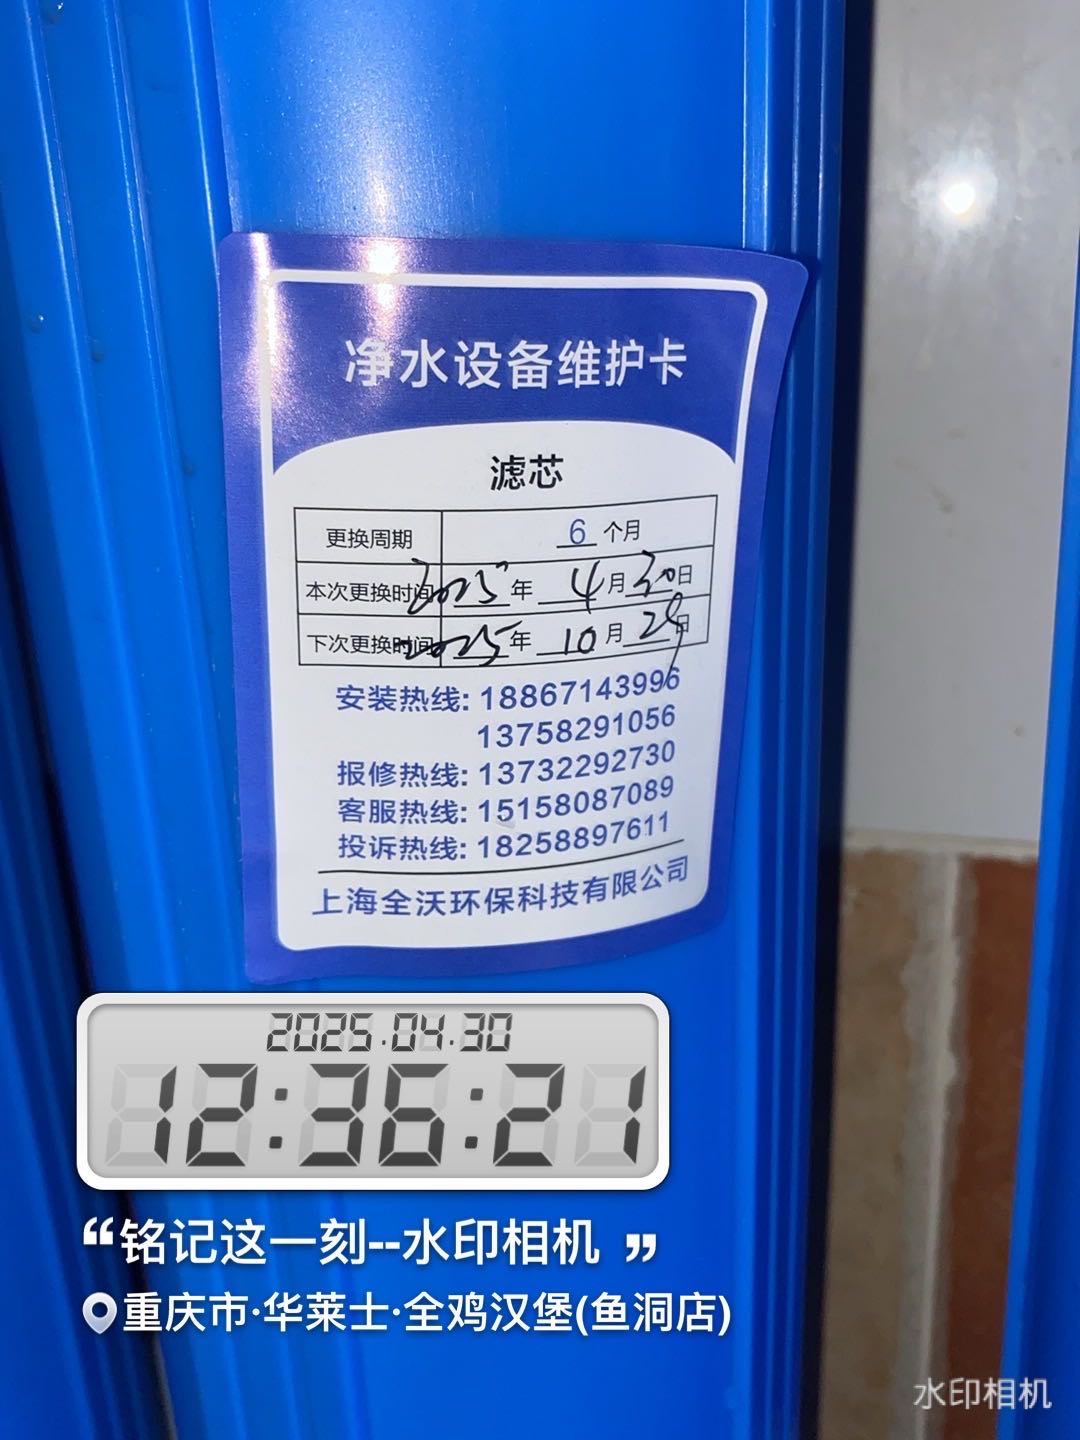 净水设备维护卡
滤芯
更换周期 6 个月
本次更换时间 2025 年 4 月 30 日
下次更换时间 2025 年 10 月 29 日
安装热线: 18867143996
13758291056
报修热线: 13732292730
客服热线: 15158087089
投诉热线: 18258897611
上海全沃环保科技有限公司
2025.04.30
12:36:21
“铭记这一刻--水印相机 ”
重庆市·华莱士·全鸡汉堡(鱼洞店)
水印相机